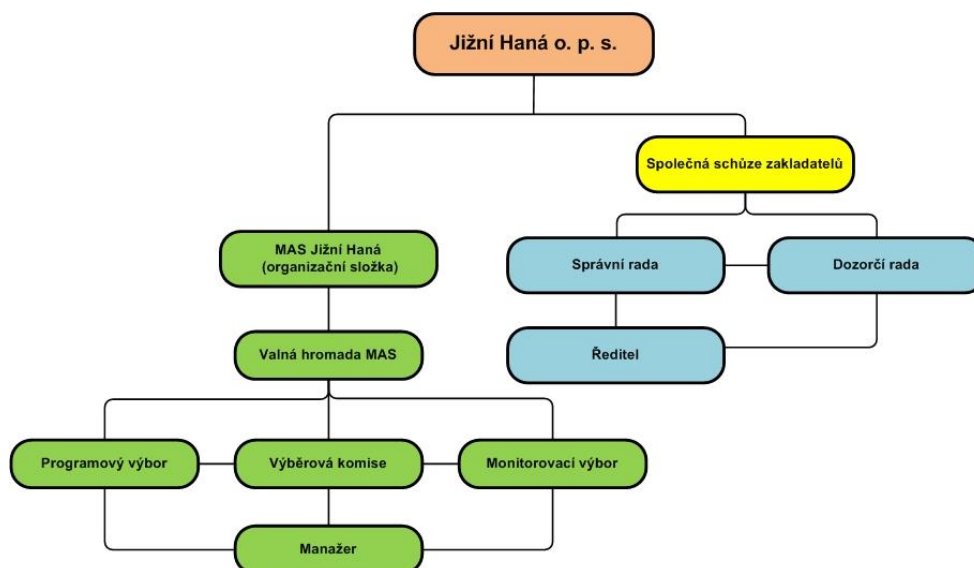 Jižní Haná o. p. s.
Společná schůze zakladatelů
MAS Jižní Haná
(organizační složka)
Správní rada
Dozorčí rada
Valná hromada MAS
Ředitel
Programový výbor
Výběrová komise
Monitorovací výbor
Manažer